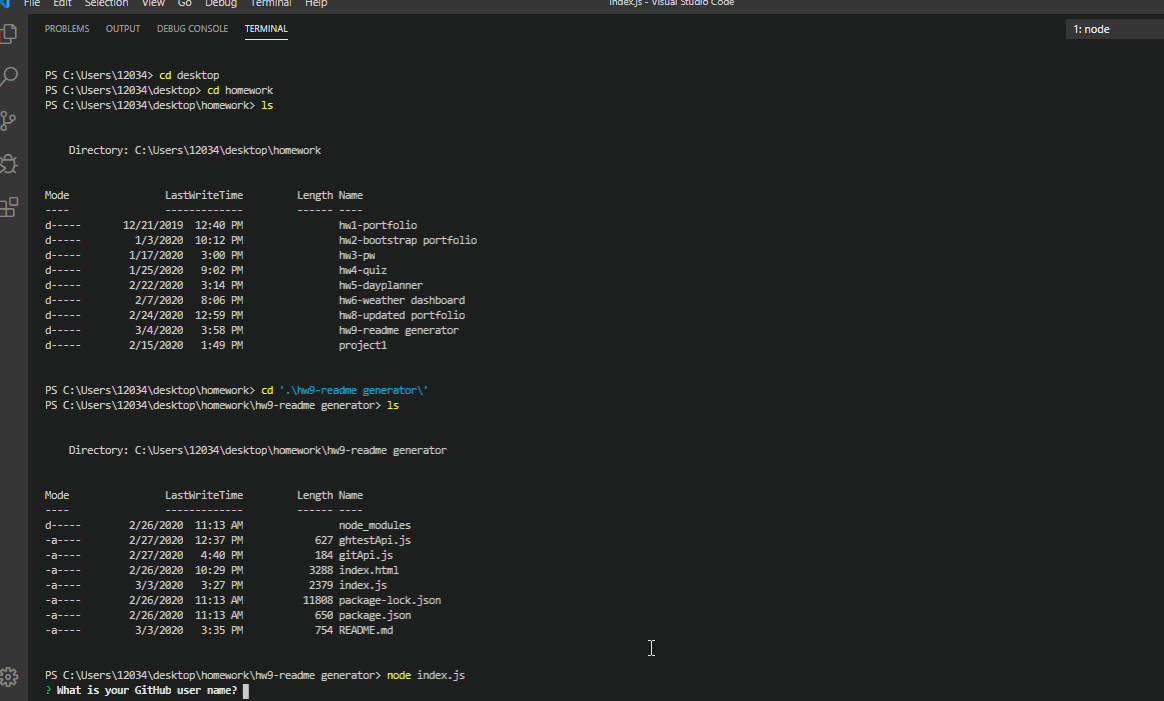 File Edit Selection View Go Debug Terminal Help index.js - Visual Studio Code
PROBLEMS OUTPUT DEBUG CONSOLE TERMINAL 1: node
PS C:\Users\12034> cd desktop
PS C:\Users\12034\desktop> cd homework
PS C:\Users\12034\desktop\homework> ls
Directory: C:\Users\12034\desktop\homework
Mode LastWriteTime Length Name
---- ------------- ------ ----
d----- 12/21/2019 12:40 PM hw1-portfolio
d----- 1/3/2020 10:12 PM hw2-bootstrap portfolio
d----- 1/17/2020 3:00 PM hw3-pw
d----- 1/25/2020 9:02 PM hw4-quiz
d----- 2/22/2020 3:14 PM hw5-dayplanner
d----- 2/7/2020 8:06 PM hw6-weather dashboard
d----- 2/24/2020 12:59 PM hw8-updated portfolio
d----- 3/4/2020 3:58 PM hw9-readme generator
d----- 2/15/2020 1:49 PM project1
PS C:\Users\12034\desktop\homework> cd '.\hw9-readme generator\'
PS C:\Users\12034\desktop\homework\hw9-readme generator> ls
Directory: C:\Users\12034\desktop\homework\hw9-readme generator
Mode LastWriteTime Length Name
---- ------------- ------ ----
d----- 2/26/2020 11:13 AM node_modules
-a---- 2/27/2020 12:37 PM 627 ghtestApi.js
-a---- 2/27/2020 4:40 PM 184 gitApi.js
-a---- 2/26/2020 10:29 PM 3288 index.html
-a---- 3/3/2020 3:27 PM 2379 index.js
-a---- 2/26/2020 11:13 AM 11808 package-lock.json
-a---- 2/26/2020 11:13 AM 650 package.json
-a---- 3/3/2020 3:35 PM 754 README.md
PS C:\Users\12034\desktop\homework\hw9-readme generator> node index.js
? What is your GitHub user name?